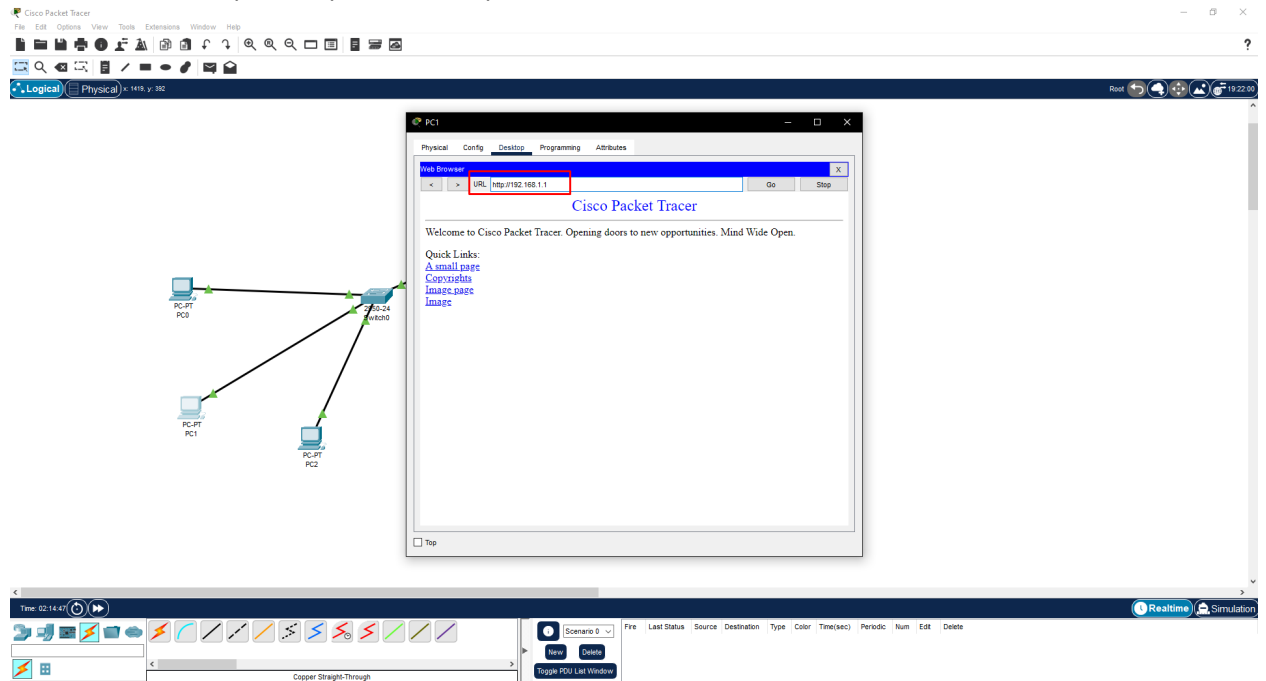 Cisco Packet Tracer
File Edit Options View Tools Extensions Window Help
?
Logical Physical x: 1419, y: 392
Root 19:22:00
PC1
Physical Config Desktop Programming Attributes
Web Browser X
< > URL http://192.168.1.1 Go Stop
Cisco Packet Tracer
Welcome to Cisco Packet Tracer. Opening doors to new opportunities. Mind Wide Open.
Quick Links:
A small page
Copyrights
Image page
Image
Top
PC-PT
PC0
2950-24
Switch0
PC-PT
PC1
PC-PT
PC2
Time: 02:14:47
Realtime Simulation
Scenario 0
New Delete
Toggle PDU List Window
Fire Last Status Source Destination Type Color Time(sec) Periodic Num Edit Delete
Copper Straight-Through